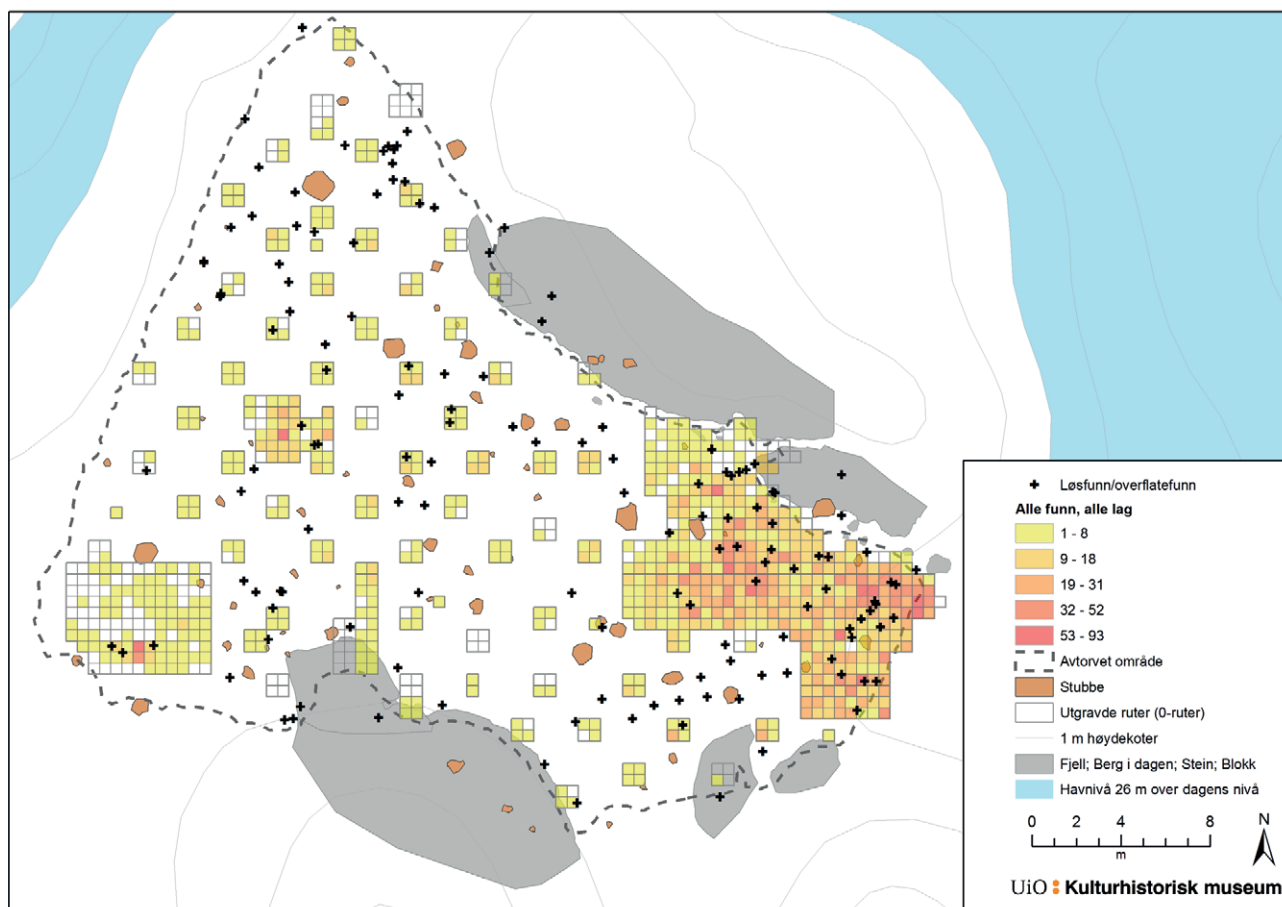 Løsfunn/overflatefunn
Alle funn, alle lag
1 - 8
9 - 18
19 - 31
32 - 52
53 - 93
Avtorvet område
Stubbe
Utgravde ruter (0-ruter)
1 m høydekoter
Fjell; Berg i dagen; Stein; Blokk
Havnivå 26 m over dagens nivå
0 2 4 8
m
N
UiO Kulturhistorisk museum